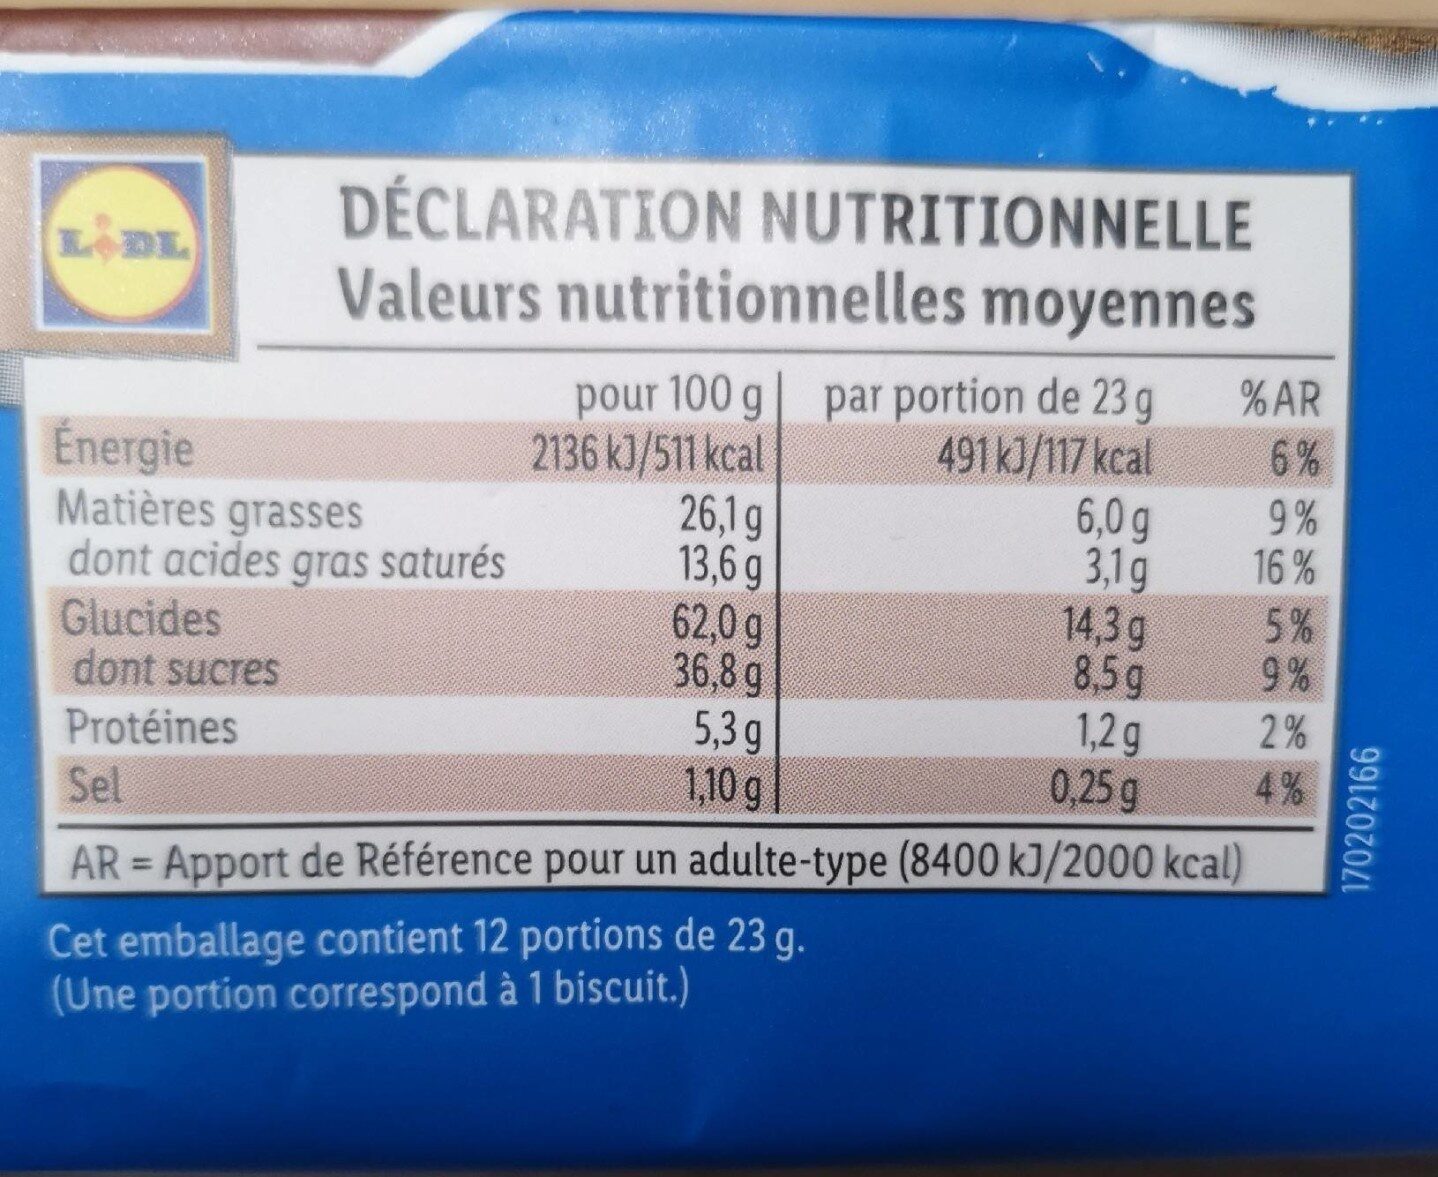 LIDL
DÉCLARATION NUTRITIONNELLE
Valeurs nutritionnelles moyennes
pour 100 g par portion de 23 g %AR
Énergie 2136 kJ/511 kcal 491 kJ/117 kcal 6%
Matières grasses 26,1 g 6,0 g 9%
dont acides gras saturés 13,6 g 3,1 g 16%
Glucides 62,0 g 14,3 g 5%
dont sucres 36,8 g 8,5 g 9%
Protéines 5,3 g 1,2 g 2%
Sel 1,10 g 0,25 g 4%
AR = Apport de Référence pour un adulte-type (8400 kJ/2000 kcal)
170202166
Cet emballage contient 12 portions de 23 g.
(Une portion correspond à 1 biscuit.)